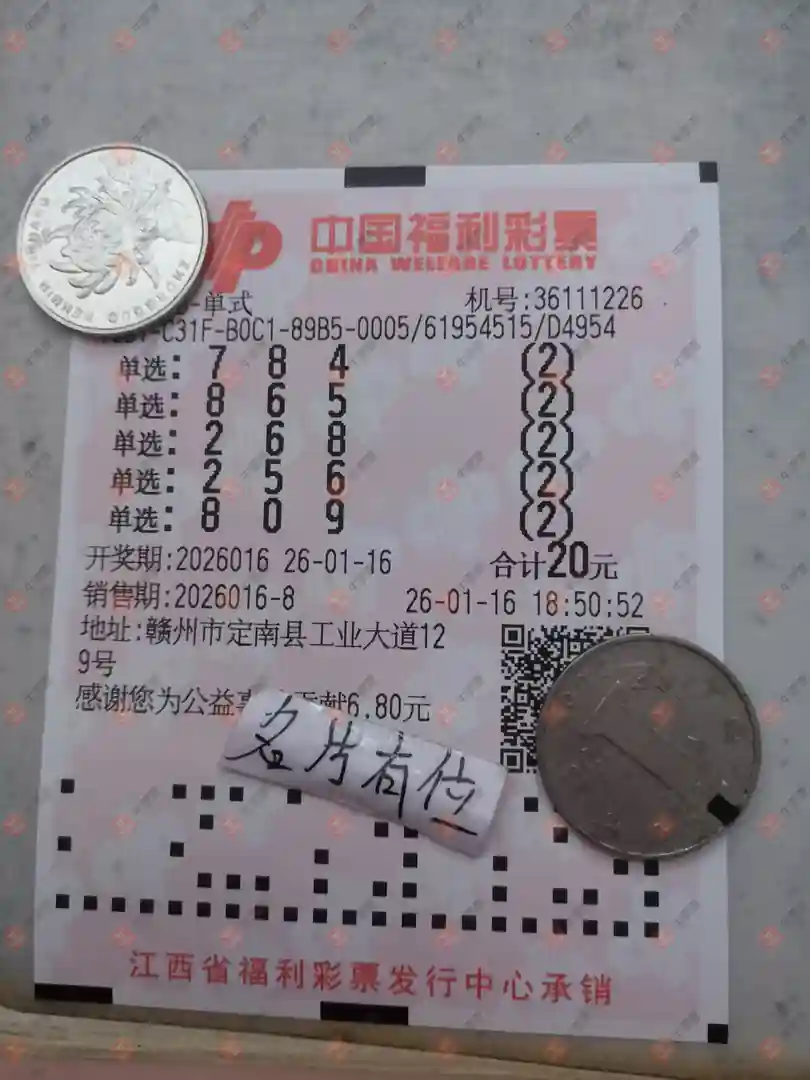 中国福利彩票
CHINA WELFARE LOTTERY
-单式 机号:36111226
C31F-B0C1-89B5-0005/61954515/D4954
单选: 7 8 4 (2)
单选: 8 6 5 (2)
单选: 2 6 8 (2)
单选: 2 5 6 (2)
单选: 8 0 9 (2)
开奖期:2026016 26-01-16 合计20元
销售期:2026016-8 26-01-16 18:50:52
地址:赣州市定南县工业大道12
9号
感谢您为公益 贡献6.80元
名片有位
江西省福利彩票发行中心承销